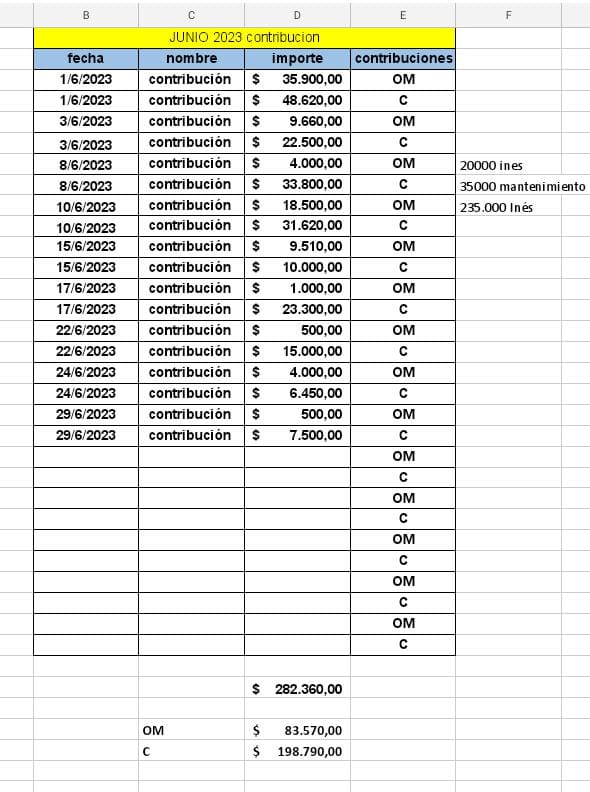 B C D E F
JUNIO 2023 contribucion
fecha nombre importe contribuciones
1/6/2023 contribución $ 35.900,00 OM
1/6/2023 contribución $ 48.620,00 C
3/6/2023 contribución $ 9.660,00 OM
3/6/2023 contribución $ 22.500,00 C
8/6/2023 contribución $ 4.000,00 OM 20000 ines
8/6/2023 contribución $ 33.800,00 C 35000 mantenimiento
10/6/2023 contribución $ 18.500,00 OM 235.000 Inés
10/6/2023 contribución $ 31.620,00 C
15/6/2023 contribución $ 9.510,00 OM
15/6/2023 contribución $ 10.000,00 C
17/6/2023 contribución $ 1.000,00 OM
17/6/2023 contribución $ 23.300,00 C
22/6/2023 contribución $ 500,00 OM
22/6/2023 contribución $ 15.000,00 C
24/6/2023 contribución $ 4.000,00 OM
24/6/2023 contribución $ 6.450,00 C
29/6/2023 contribución $ 500,00 OM
29/6/2023 contribución $ 7.500,00 C
OM
C
OM
C
OM
C
OM
C
OM
C
$ 282.360,00
OM $ 83.570,00
C $ 198.790,00